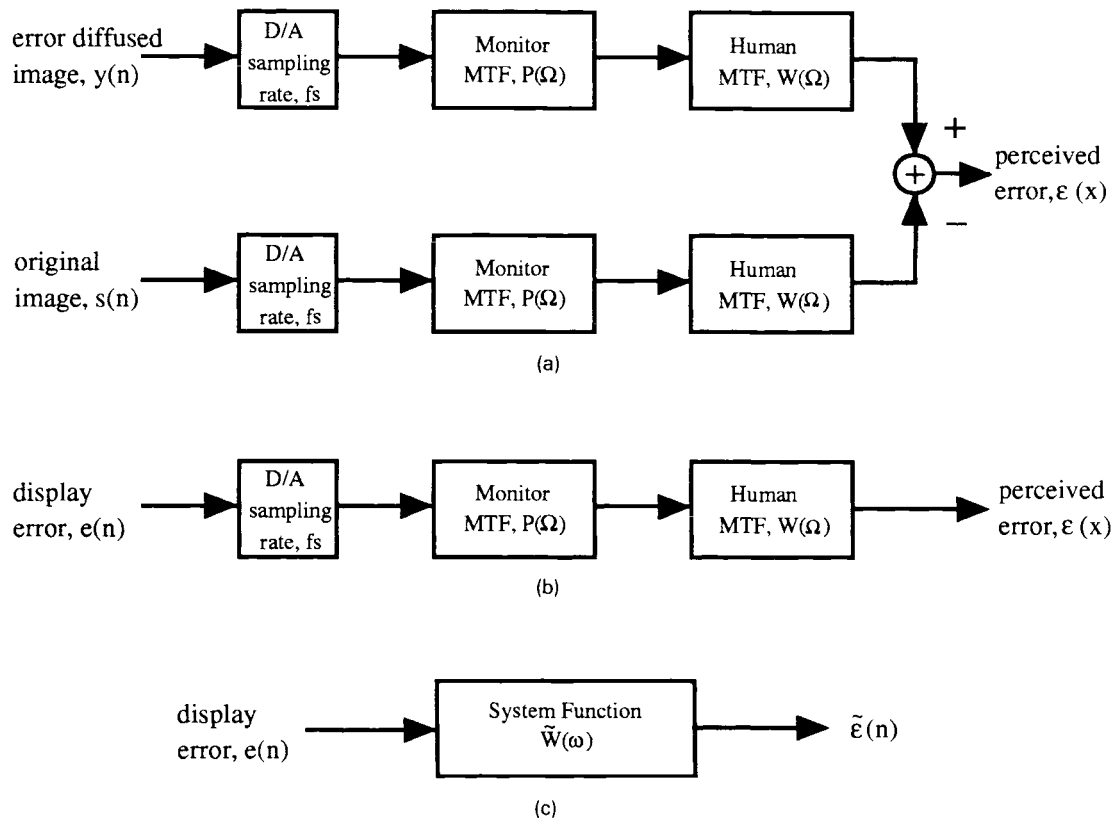 error diffused
image, y(n)
D/A
sampling
rate, fs
Monitor
MTF, P(Ω)
Human
MTF, W(Ω)
+
+
−
perceived
error, ε (x)
original
image, s(n)
D/A
sampling
rate, fs
Monitor
MTF, P(Ω)
Human
MTF, W(Ω)
(a)
display
error, e(n)
D/A
sampling
rate, fs
Monitor
MTF, P(Ω)
Human
MTF, W(Ω)
perceived
error, ε (x)
(b)
display
error, e(n)
System Function
W̃(ω)
ε̃(n)
(c)